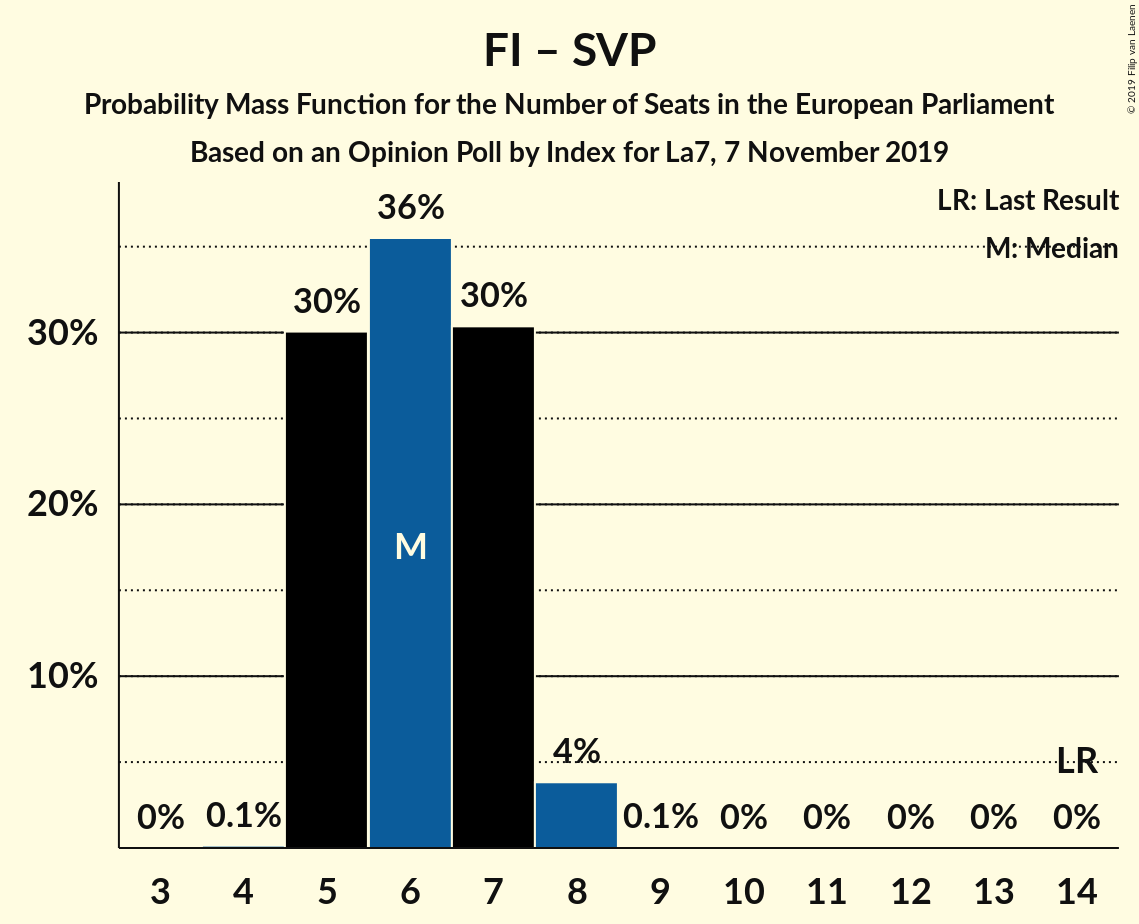 FI – SVP
Probability Mass Function for the Number of Seats in the European Parliament
Based on an Opinion Poll by Index for La7, 7 November 2019
© 2019 Filip van Laenen
LR: Last Result
M: Median
36%
30%
30%
30%
20%
M
10%
4%
LR
0%
0.1%
0.1%
0%
0%
0%
0%
0%
3 4 5 6 7 8 9 10 11 12 13 14